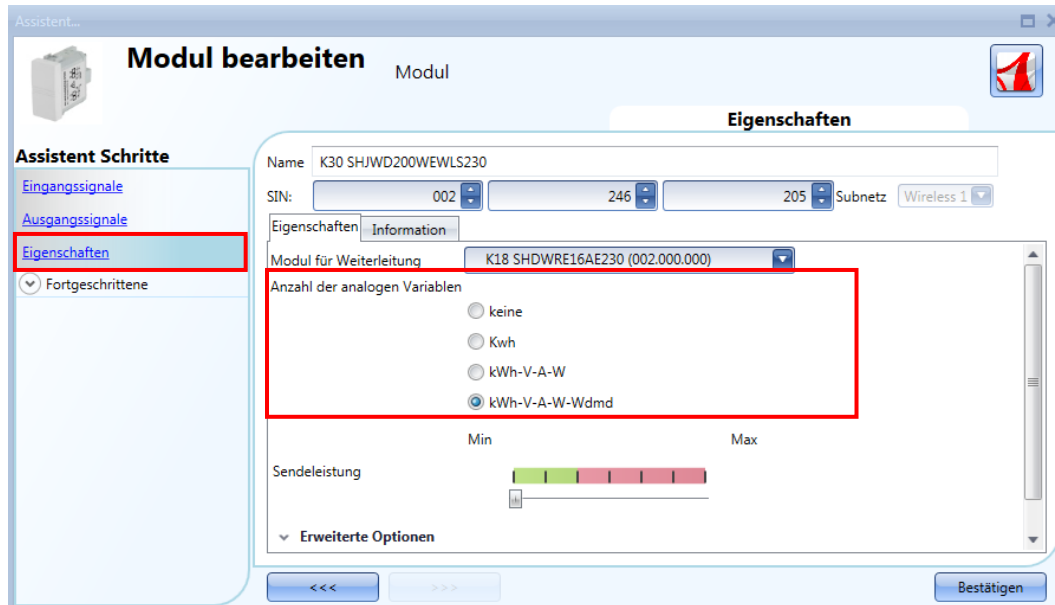 Assistent...
Modul bearbeiten Modul
Eigenschaften
Assistent Schritte
Eingangssignale
Ausgangssignale
Eigenschaften
Fortgeschrittene
Name K30 SHJWD200WEWLS230
SIN: 002 246 205 Subnetz Wireless 1
Eigenschaften Information
Modul für Weiterleitung K18 SHDWRE16AE230 (002.000.000)
Anzahl der analogen Variablen
keine
Kwh
kWh-V-A-W
kWh-V-A-W-Wdmd
Min Max
Sendeleistung
Erweiterte Optionen
<<< >>> Bestätigen